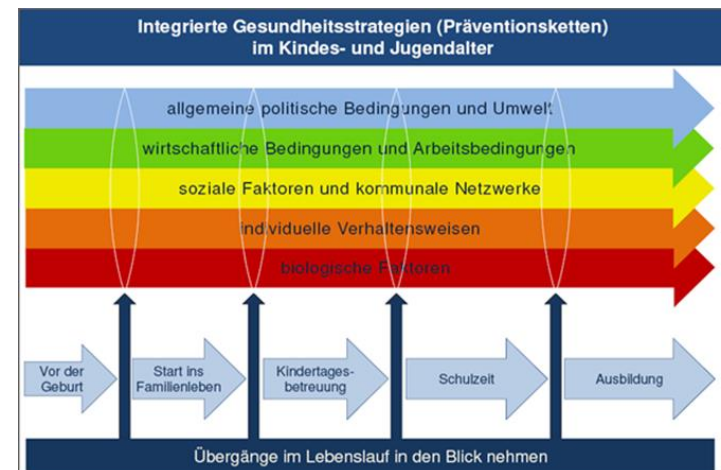 Integrierte Gesundheitsstrategien (Präventionsketten)
im Kindes- und Jugendalter
allgemeine politische Bedingungen und Umwelt
wirtschaftliche Bedingungen und Arbeitsbedingungen
soziale Faktoren und kommunale Netzwerke
individuelle Verhaltensweisen
biologische Faktoren
Vor der
Geburt
Start ins
Familienleben
Kindertages-
betreuung
Schulzeit
Ausbildung
Übergänge im Lebenslauf in den Blick nehmen